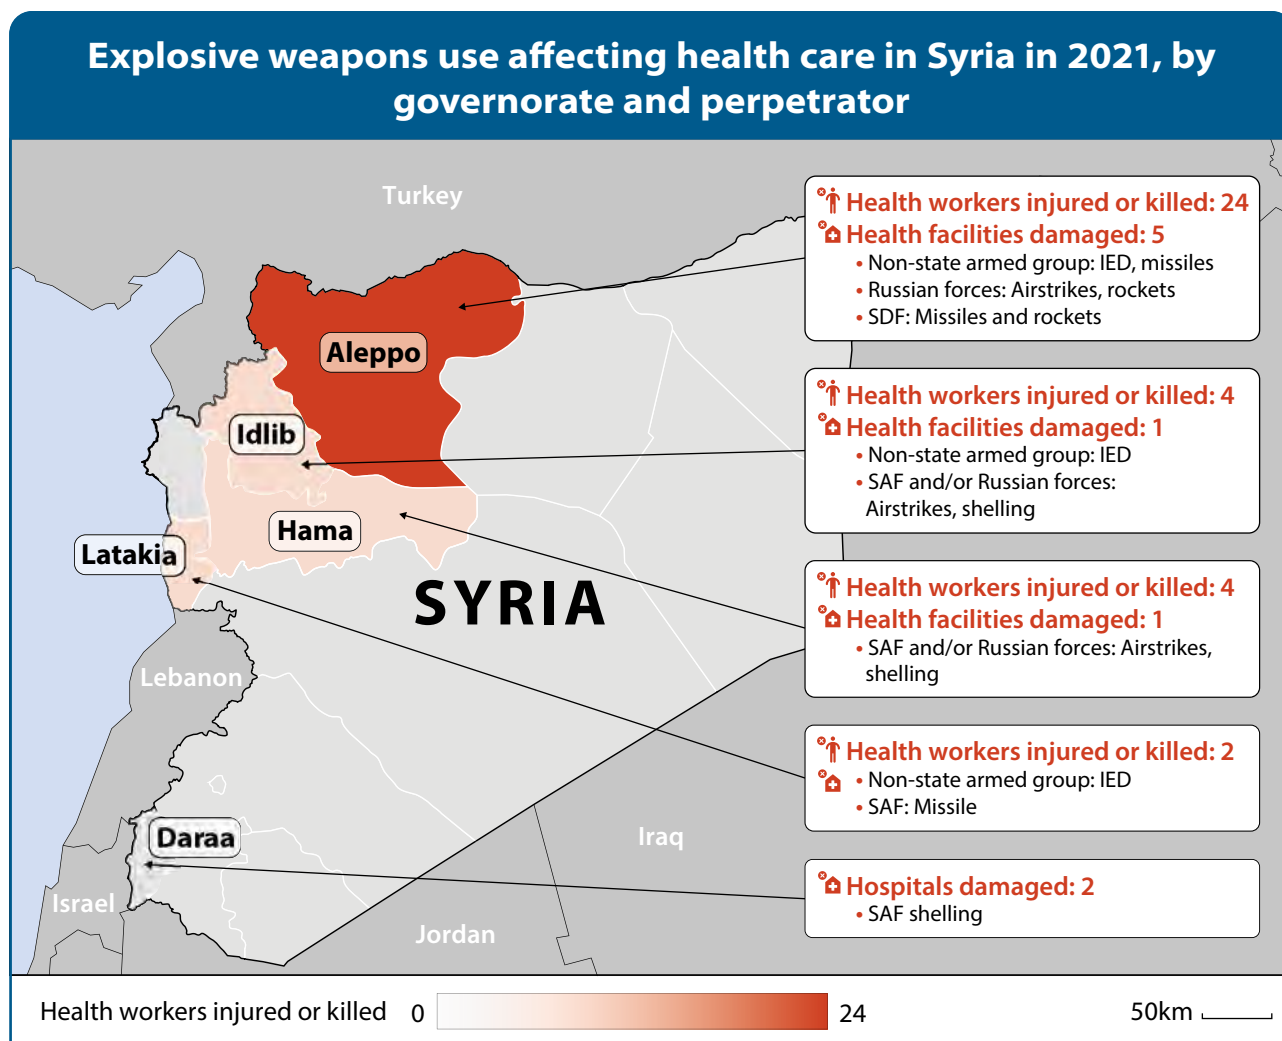 Explosive weapons use affecting health care in Syria in 2021, by
governorate and perpetrator
Turkey
Health workers injured or killed: 24
Health facilities damaged: 5
• Non-state armed group: IED, missiles
• Russian forces: Airstrikes, rockets
• SDF: Missiles and rockets
Aleppo
Health workers injured or killed: 4
Health facilities damaged: 1
• Non-state armed group: IED
• SAF and/or Russian forces:
Airstrikes, shelling
Idlib
Hama
Latakia
SYRIA
Health workers injured or killed: 4
Health facilities damaged: 1
• SAF and/or Russian forces: Airstrikes,
shelling
Lebanon
Health workers injured or killed: 2
• Non-state armed group: IED
• SAF: Missile
Daraa
Iraq
Israel
Jordan
Hospitals damaged: 2
• SAF shelling
Health workers injured or killed 0 24
50km